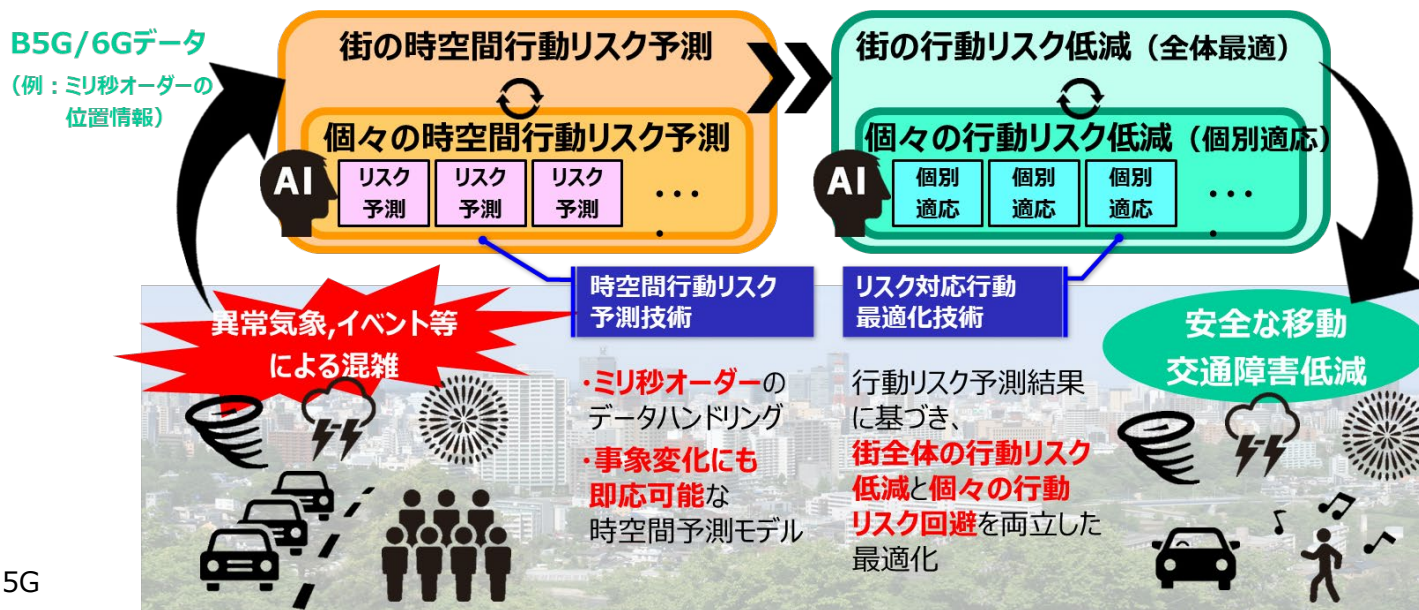 B5G/6Gデータ
（例：ミリ秒オーダーの
位置情報）
街の時空間行動リスク予測
個々の時空間行動リスク予測
AI
リスク
予測
リスク
予測
リスク
予測
・・・
・
街の行動リスク低減（全体最適）
個々の行動リスク低減（個別適応）
AI
個別
適応
個別
適応
個別
適応
・・・
・
時空間行動リスク
予測技術
リスク対応行動
最適化技術
異常気象,イベント等
による混雑
・ミリ秒オーダーの
データハンドリング
・事象変化にも
即応可能な
時空間予測モデル
行動リスク予測結果
に基づき、
街全体の行動リスク
低減と個々の行動
リスク回避を両立した
最適化
安全な移動
交通障害低減
5G